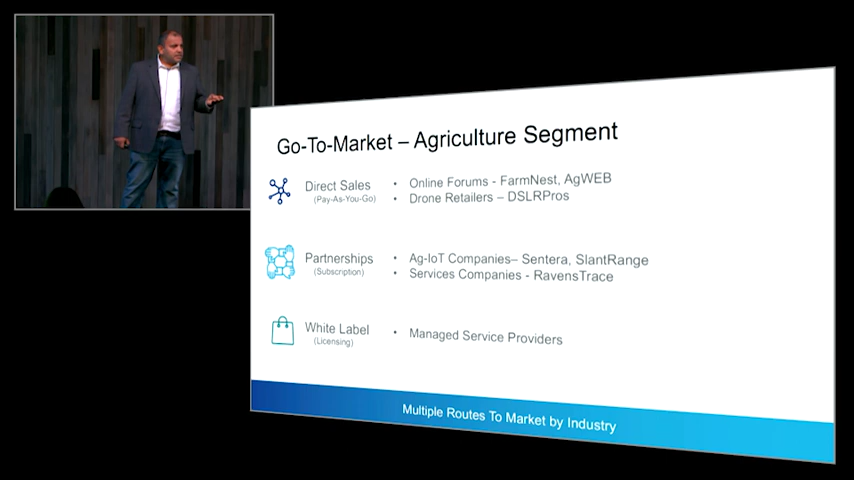 Go-To-Market – Agriculture Segment
Direct Sales
(Pay-As-You-Go)
• Online Forums - FarmNest, AgWEB
• Drone Retailers – DSLRPros
Partnerships
(Subscription)
• Ag-IoT Companies– Sentera, SlantRange
• Services Companies - RavensTrace
White Label
(Licensing)
• Managed Service Providers
Multiple Routes To Market by Industry